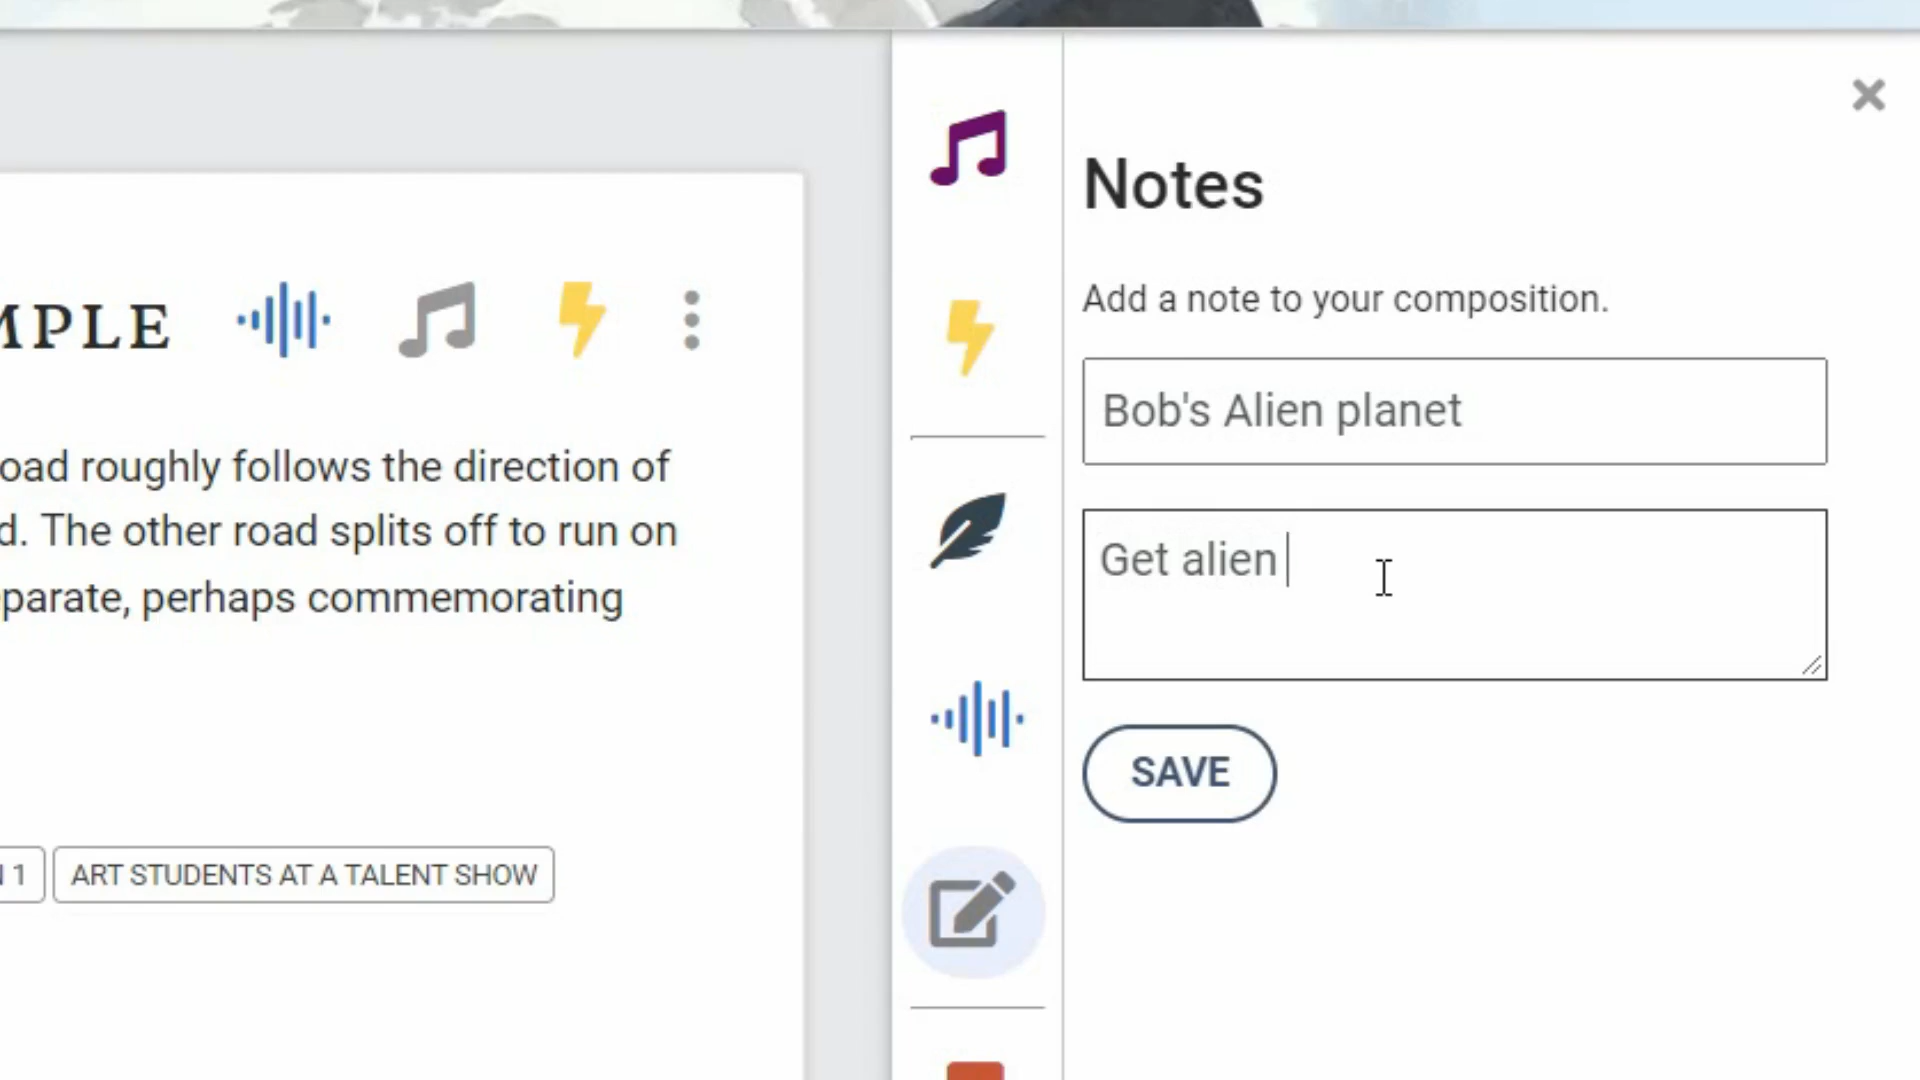 MPLE
oad roughly follows the direction of
d. The other road splits off to run on
parate, perhaps commemorating
1
ART STUDENTS AT A TALENT SHOW
Notes
Add a note to your composition.
Bob's Alien planet
Get alien
SAVE